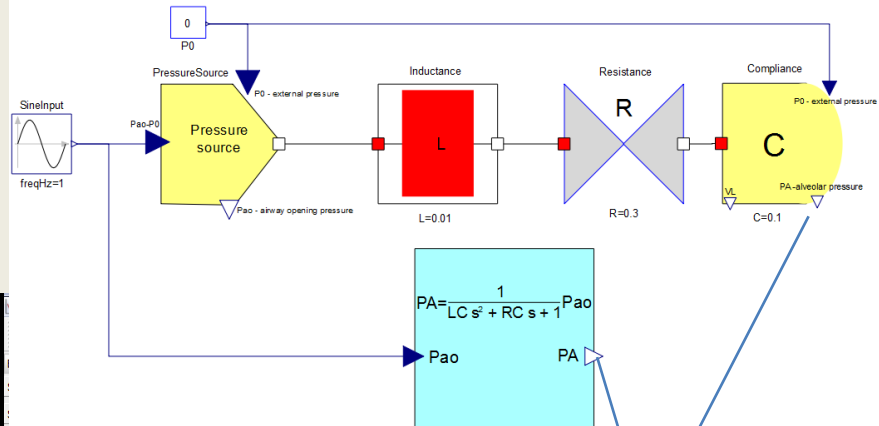 0
P0
PressureSource
Inductance
Resistance
Compliance
P0 - external pressure
P0 - external pressure
SineInput
Pao-P0
Pressure
source
L
R
C
freqHz=1
Pao - airway opening pressure
VL
PA-alveolar pressure
L=0.01
R=0.3
C=0.1
PA= 1 / LC s² + RC s + 1 Pao
Pao
PA